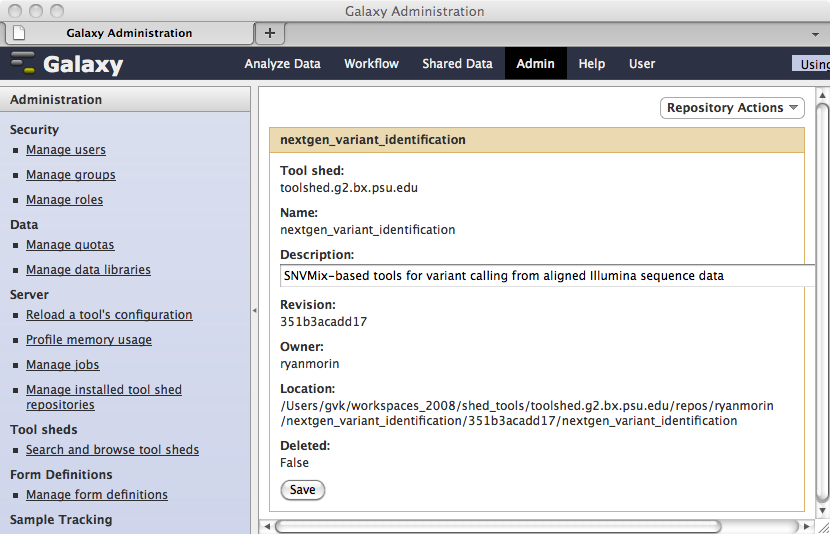 Galaxy Administration
Galaxy Administration +
Galaxy Analyze Data Workflow Shared Data Admin Help User Using
Administration
Security
Manage users
Manage groups
Manage roles
Data
Manage quotas
Manage data libraries
Server
Reload a tool's configuration
Profile memory usage
Manage jobs
Manage installed tool shed
repositories
Tool sheds
Search and browse tool sheds
Form Definitions
Manage form definitions
Sample Tracking
Repository Actions
nextgen_variant_identification
Tool shed:
toolshed.g2.bx.psu.edu
Name:
nextgen_variant_identification
Description:
SNVMix-based tools for variant calling from aligned Illumina sequence data
Revision:
351b3acadd17
Owner:
ryanmorin
Location:
/Users/gvk/workspaces_2008/shed_tools/toolshed.g2.bx.psu.edu/repos/ryanmorin
/nextgen_variant_identification/351b3acadd17/nextgen_variant_identification
Deleted:
False
Save